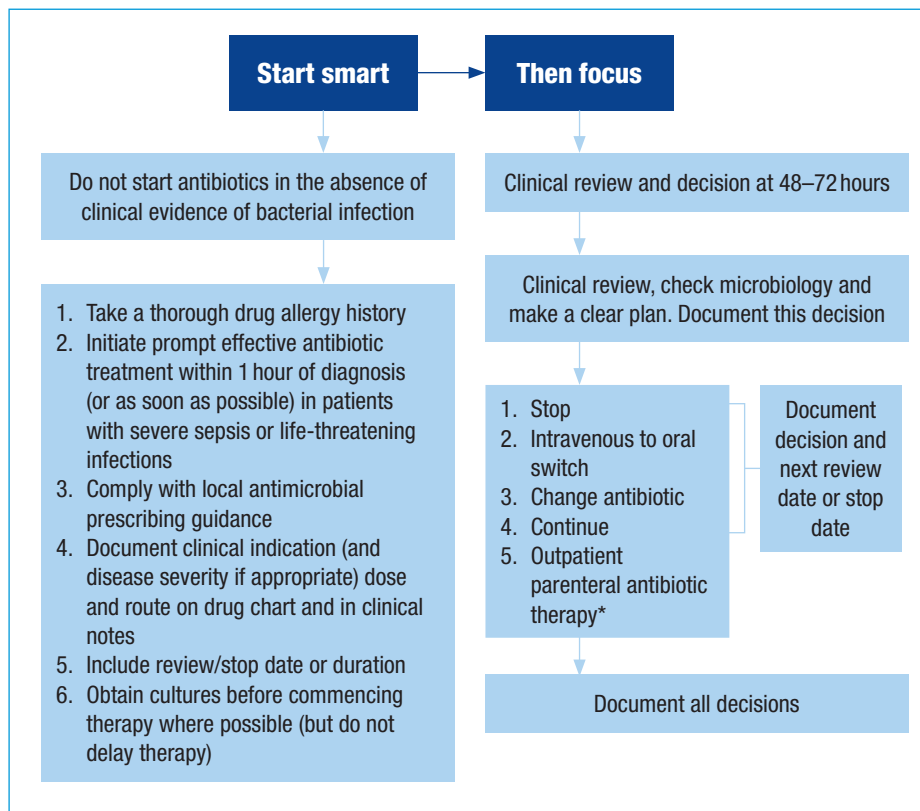 Start smart
Then focus
Do not start antibiotics in the absence of
clinical evidence of bacterial infection
1. Take a thorough drug allergy history
2. Initiate prompt effective antibiotic
treatment within 1 hour of diagnosis
(or as soon as possible) in patients
with severe sepsis or life-threatening
infections
3. Comply with local antimicrobial
prescribing guidance
4. Document clinical indication (and
disease severity if appropriate) dose
and route on drug chart and in clinical
notes
5. Include review/stop date or duration
6. Obtain cultures before commencing
therapy where possible (but do not
delay therapy)
Clinical review and decision at 48–72 hours
Clinical review, check microbiology and
make a clear plan. Document this decision
1. Stop
2. Intravenous to oral
switch
3. Change antibiotic
4. Continue
5. Outpatient
parenteral antibiotic
therapy*
Document
decision and
next review
date or stop
date
Document all decisions